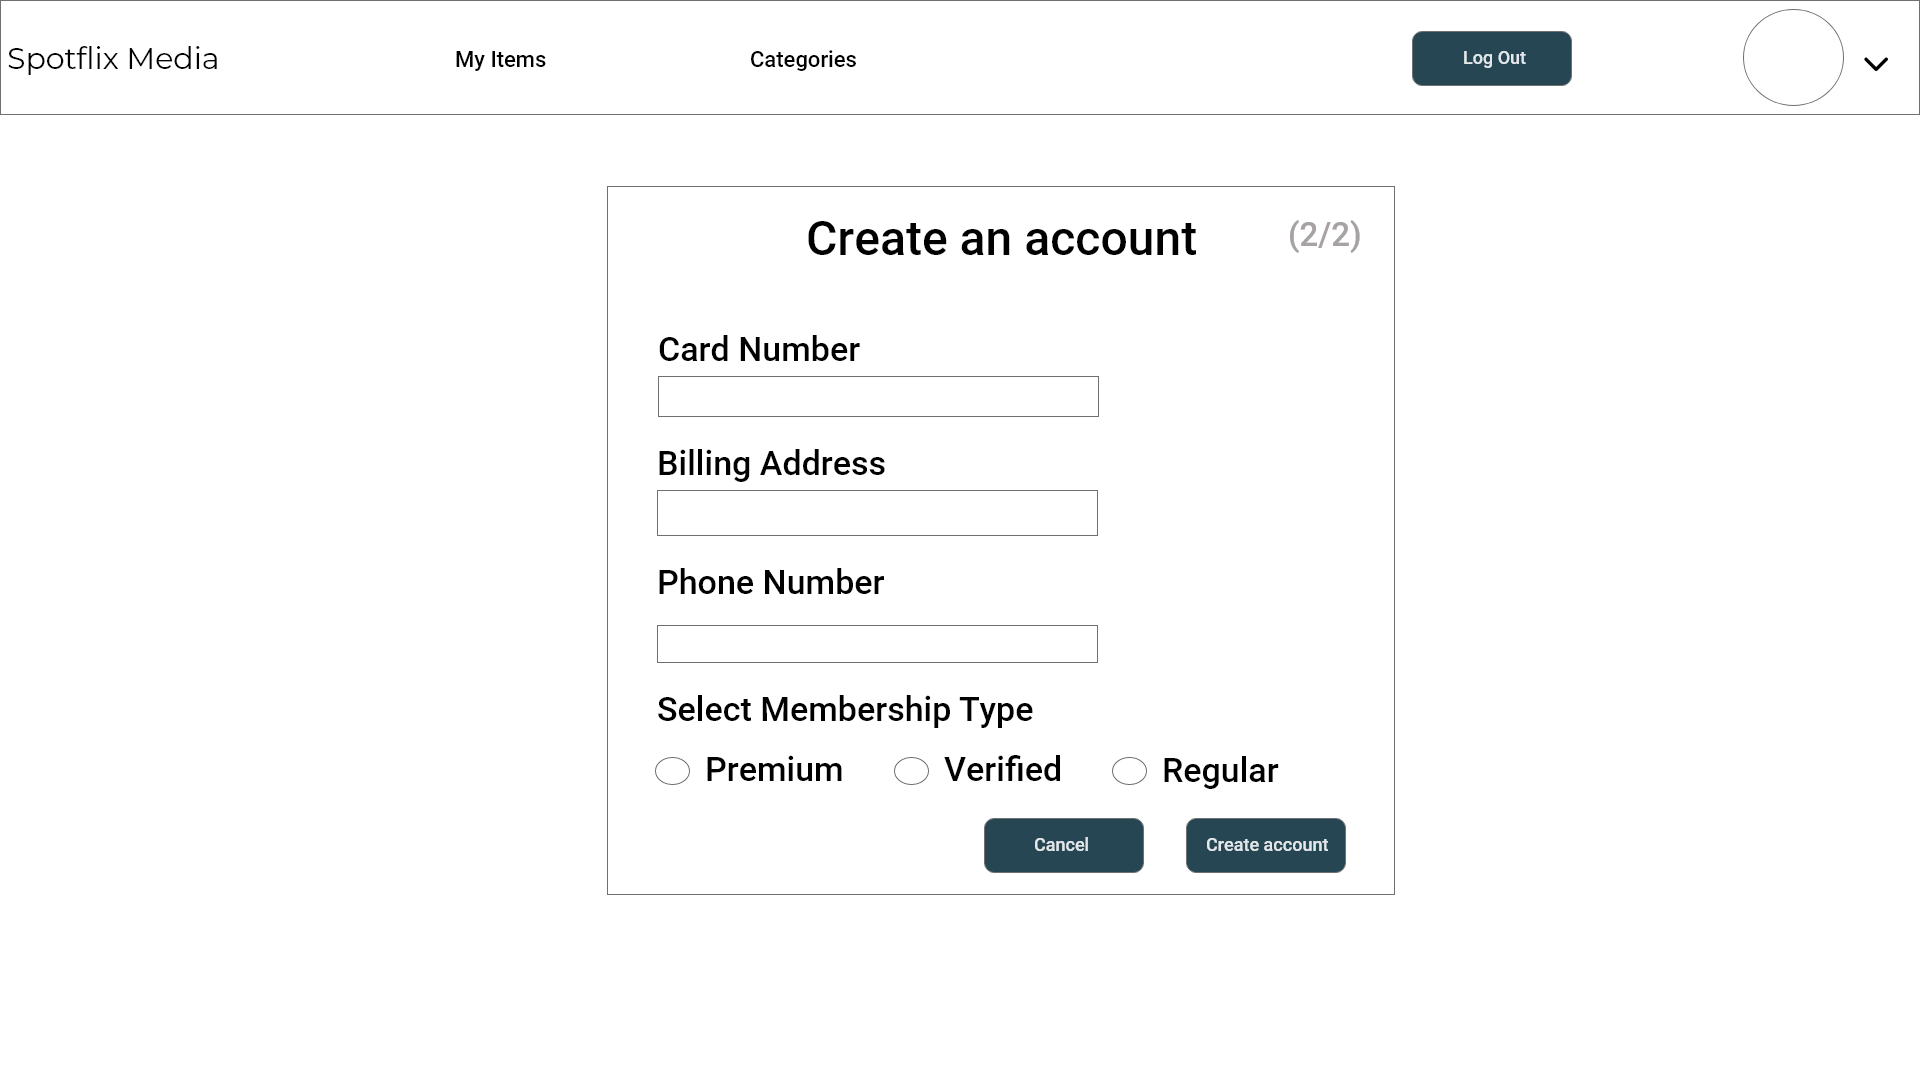 Spotflix Media
My Items
Categories
Log Out
Create an account
(2/2)
Card Number
Billing Address
Phone Number
Select Membership Type
Premium
Verified
Regular
Cancel
Create account